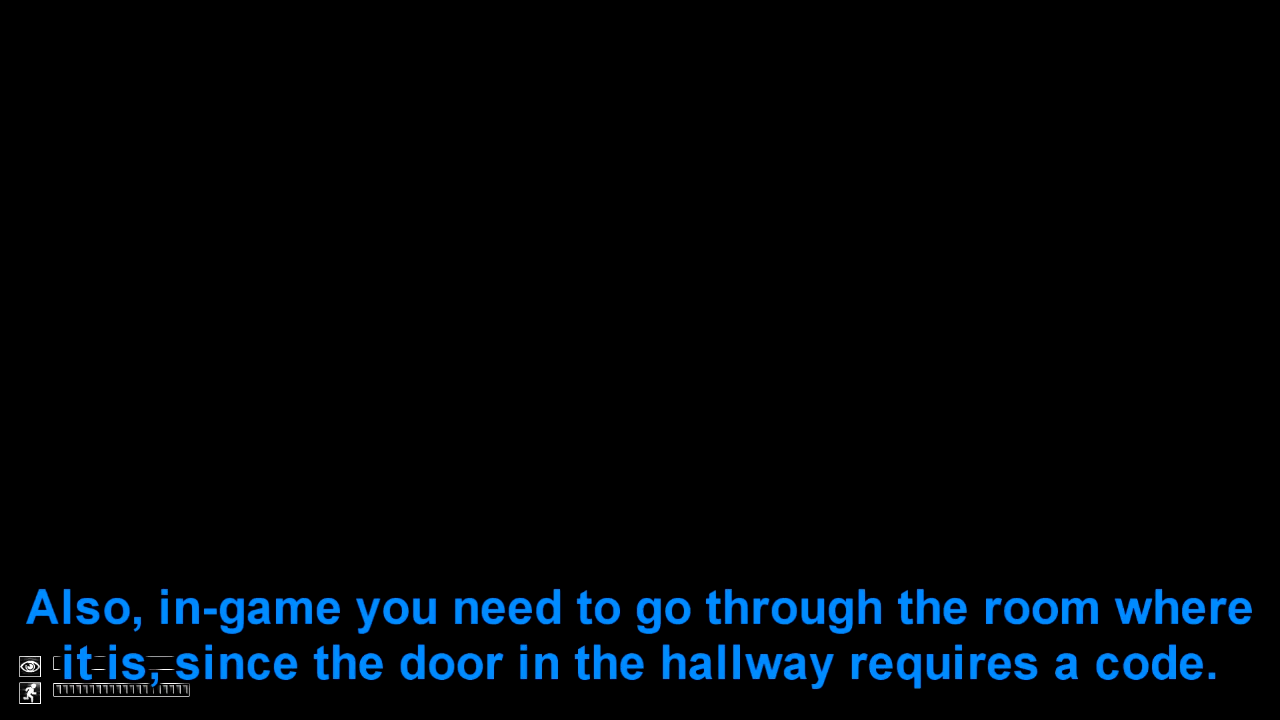 Also, in-game you need to go through the room where
it is, since the door in the hallway requires a code.